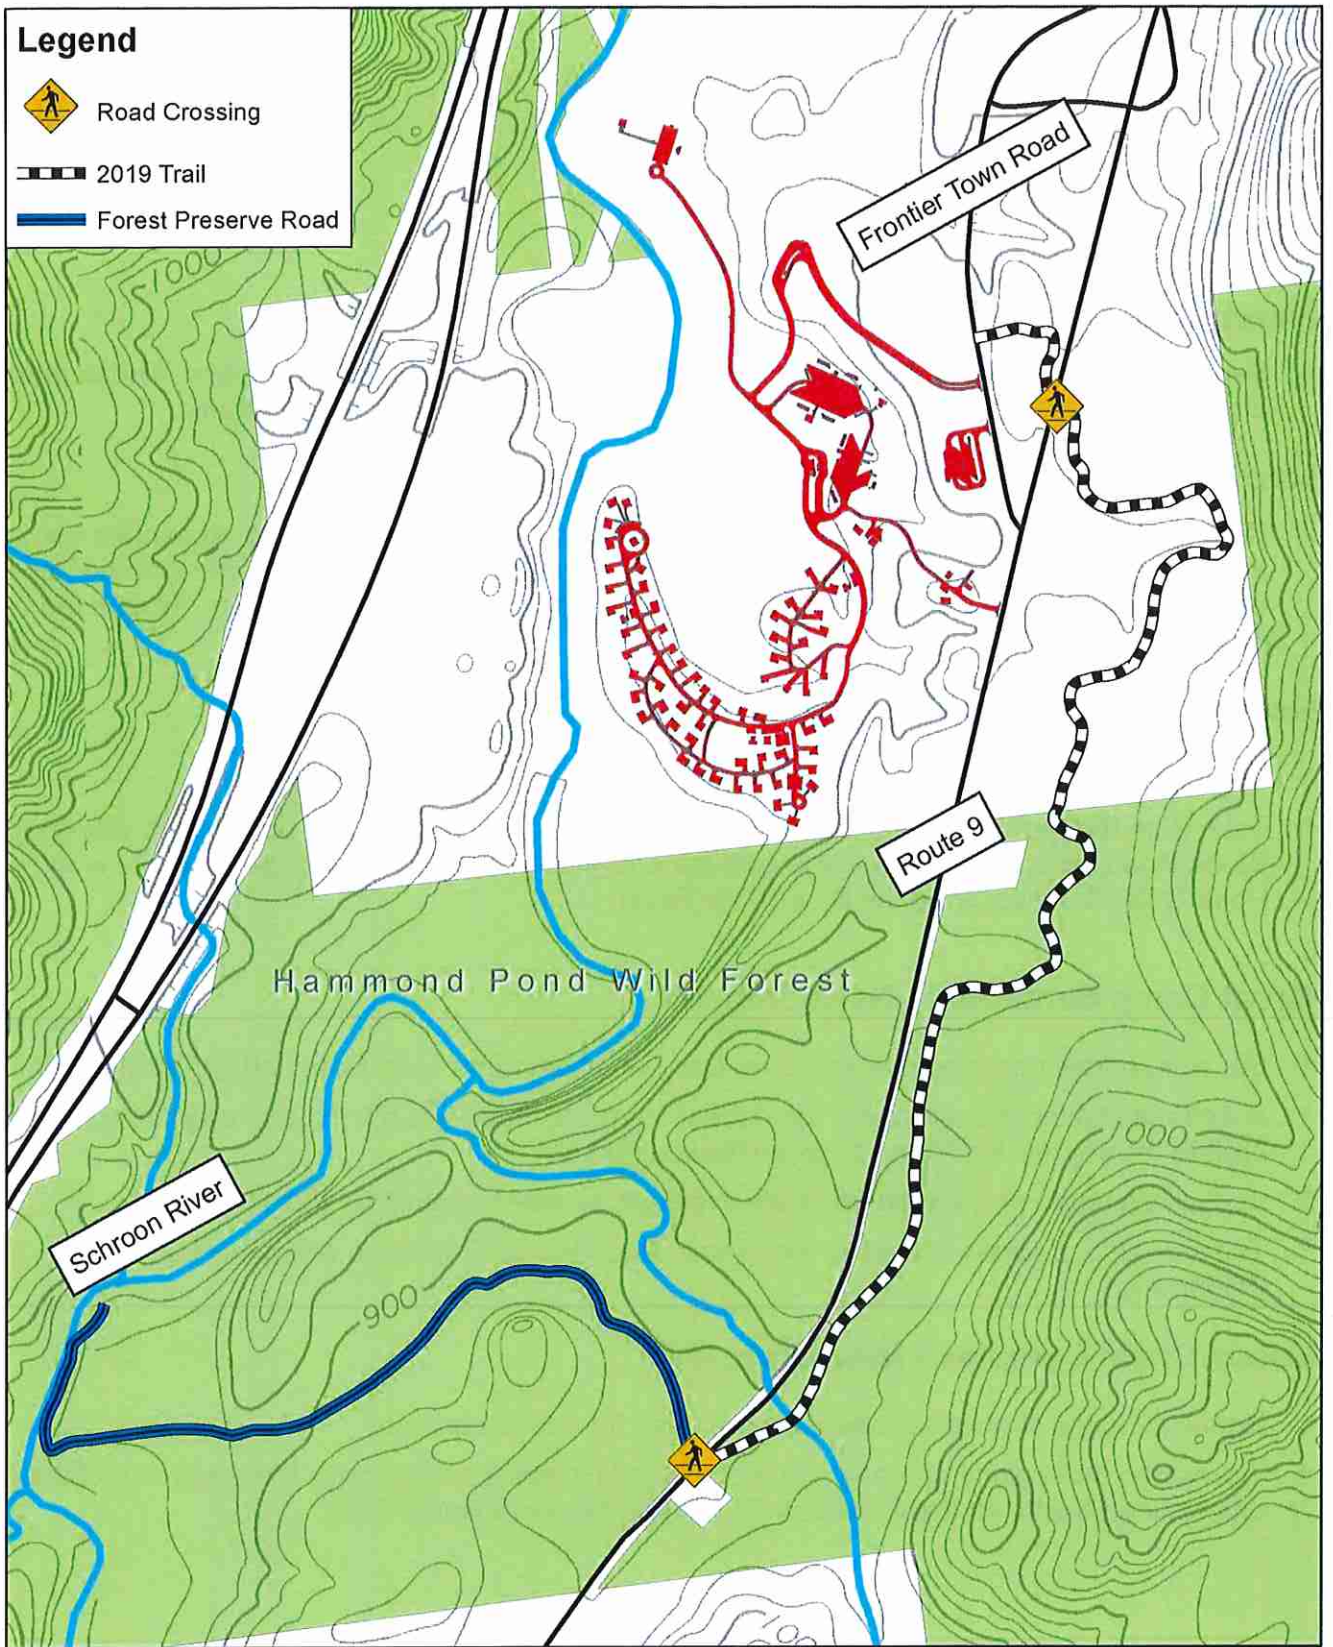 Legend
Road Crossing
2019 Trail
Forest Preserve Road
1000
Frontier Town Road
Route 9
Hammond Pond Wild Forest
1000
Schroon River
900